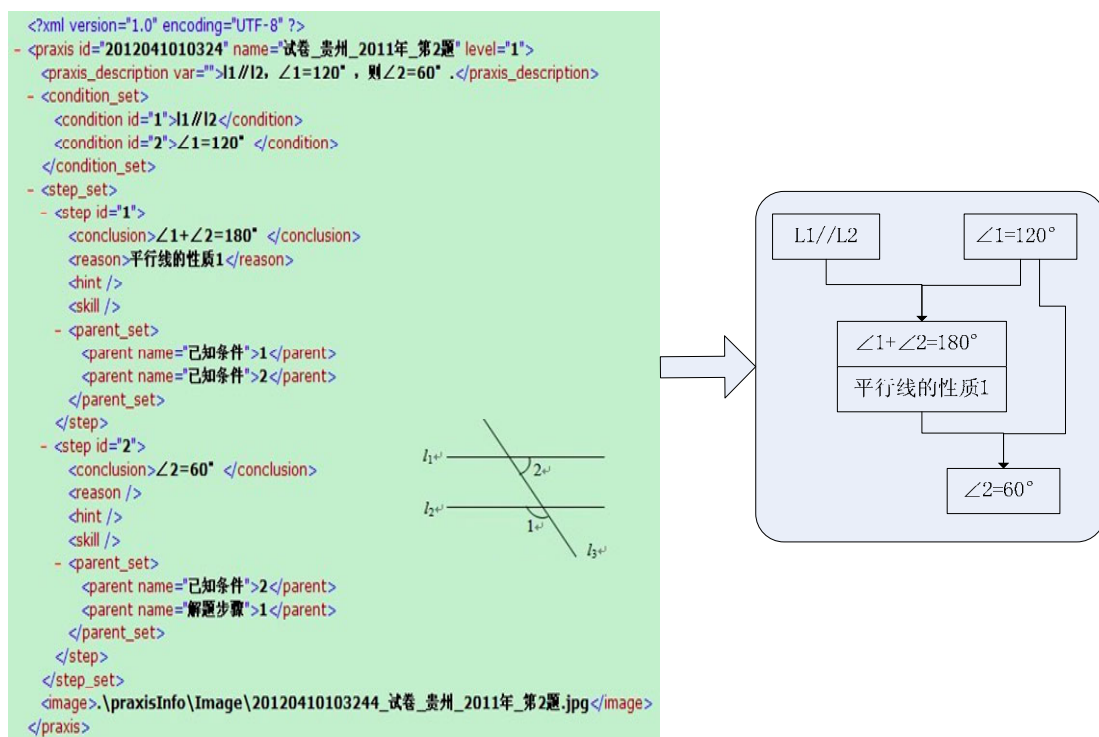 <?xml version="1.0" encoding="UTF-8" ?>
- <praxis id="2012041010324" name="试卷_贵州_2011年_第2题" level="1">
<praxis_description var="">l1∥l2，∠1=120°，则∠2=60°.</praxis_description>
- <condition_set>
<condition id="1">l1∥l2</condition>
<condition id="2">∠1=120° </condition>
</condition_set>
- <step_set>
- <step id="1">
<conclusion>∠1+∠2=180° </conclusion>
<reason>平行线的性质1</reason>
<hint />
<skill />
- <parent_set>
<parent name="已知条件">1</parent>
<parent name="已知条件">2</parent>
</parent_set>
</step>
- <step id="2">
<conclusion>∠2=60° </conclusion>
<reason />
<hint />
<skill />
- <parent_set>
<parent name="已知条件">2</parent>
<parent name="解题步骤">1</parent>
</parent_set>
</step>
</step_set>
<image>.\praxisInfo\Image\20120410103244_试卷_贵州_2011年_第2题.jpg</image>
</praxis>
l1↵
2↵
l2↵
1↵
l3↵
L1//L2
∠1=120°
∠1+∠2=180°
平行线的性质1
∠2=60°